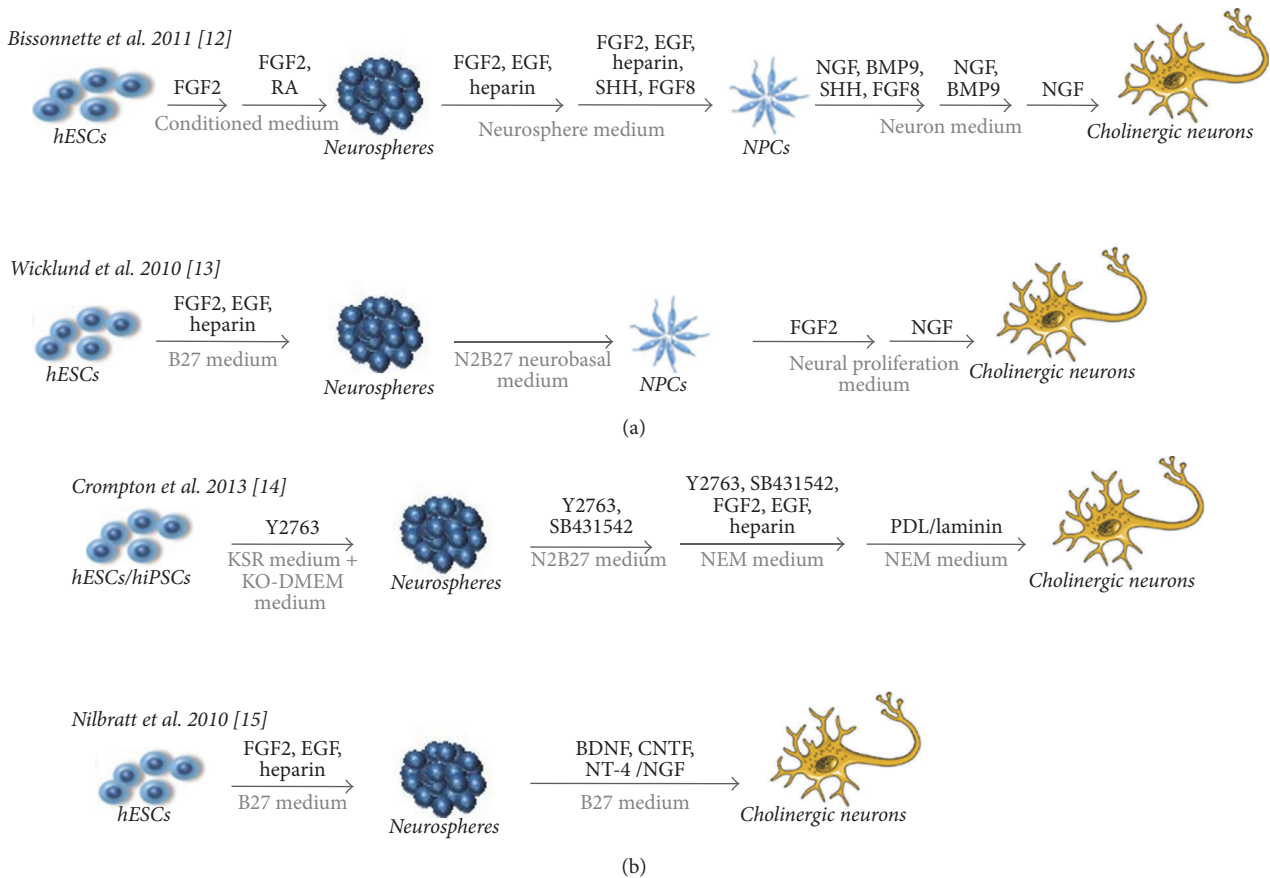 Bissonnette et al. 2011 [12]
hESCs
FGF2
FGF2,
RA
Conditioned medium
Neurospheres
FGF2, EGF,
heparin
FGF2, EGF,
heparin,
SHH, FGF8
Neurosphere medium
NPCs
NGF, BMP9,
SHH, FGF8
NGF,
BMP9
NGF
Neuron medium
Cholinergic neurons
Wicklund et al. 2010 [13]
hESCs
FGF2, EGF,
heparin
B27 medium
Neurospheres
N2B27 neurobasal
medium
NPCs
FGF2
NGF
Neural proliferation
medium
Cholinergic neurons
(a)
Crompton et al. 2013 [14]
hESCs/hiPSCs
Y2763
KSR medium +
KO-DMEM
medium
Neurospheres
Y2763,
SB431542
N2B27 medium
Y2763, SB431542,
FGF2, EGF,
heparin
NEM medium
PDL/laminin
NEM medium
Cholinergic neurons
Nilbratt et al. 2010 [15]
hESCs
FGF2, EGF,
heparin
B27 medium
Neurospheres
BDNF, CNTF,
NT-4 /NGF
B27 medium
Cholinergic neurons
(b)